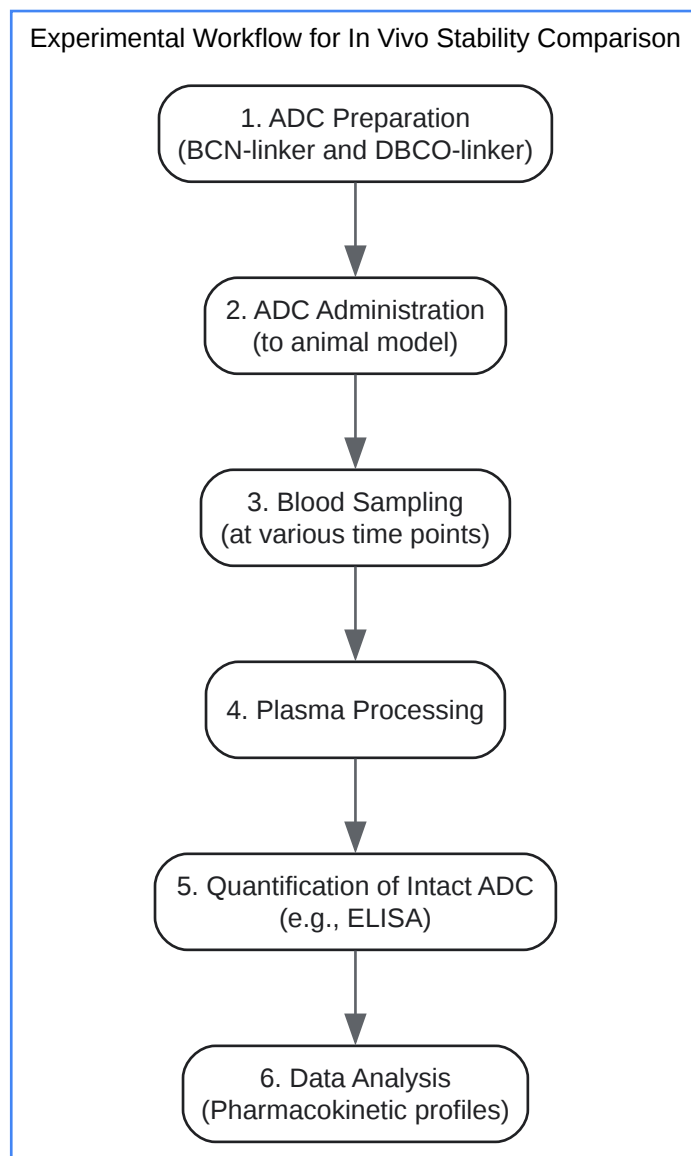 Experimental Workflow for In Vivo Stability Comparison
1. ADC Preparation
(BCN-linker and DBCO-linker)
2. ADC Administration
(to animal model)
3. Blood Sampling
(at various time points)
4. Plasma Processing
5. Quantification of Intact ADC
(e.g., ELISA)
6. Data Analysis
(Pharmacokinetic profiles)